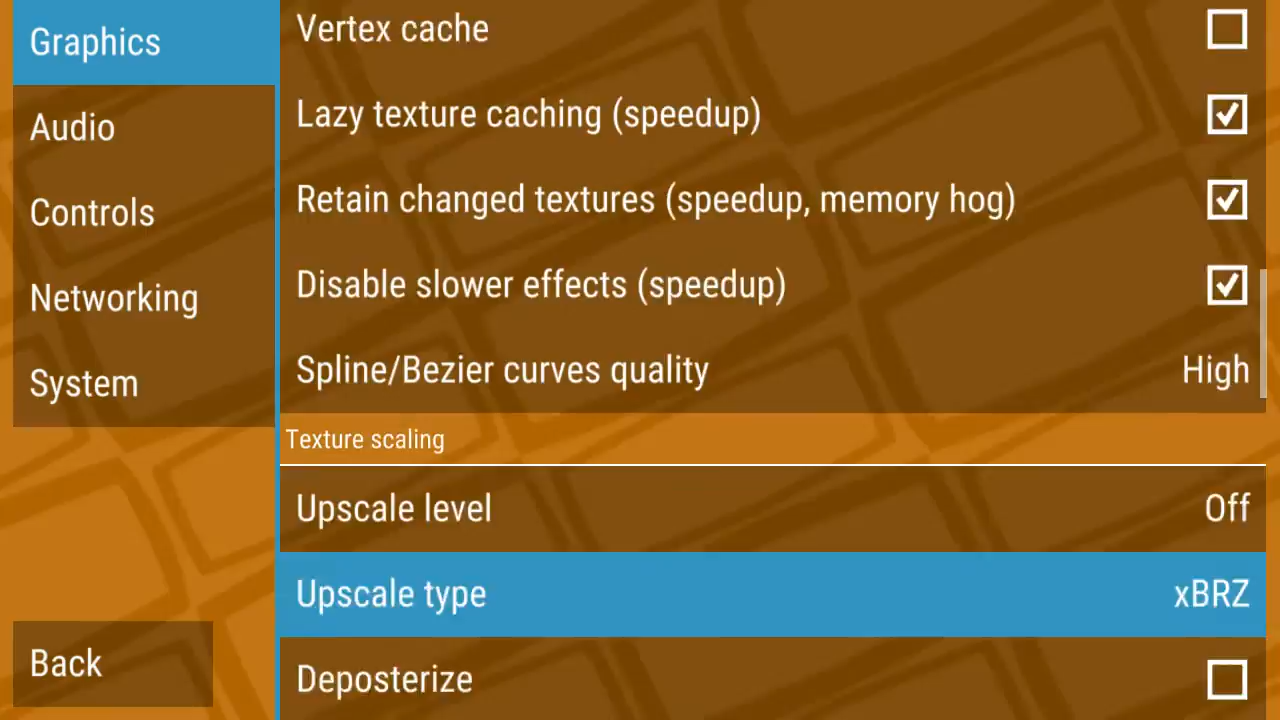 Graphics
Audio
Controls
Networking
System
Back
Vertex cache
Lazy texture caching (speedup)
Retain changed textures (speedup, memory hog)
Disable slower effects (speedup)
Spline/Bezier curves quality High
Texture scaling
Upscale level Off
Upscale type xBRZ
Deposterize